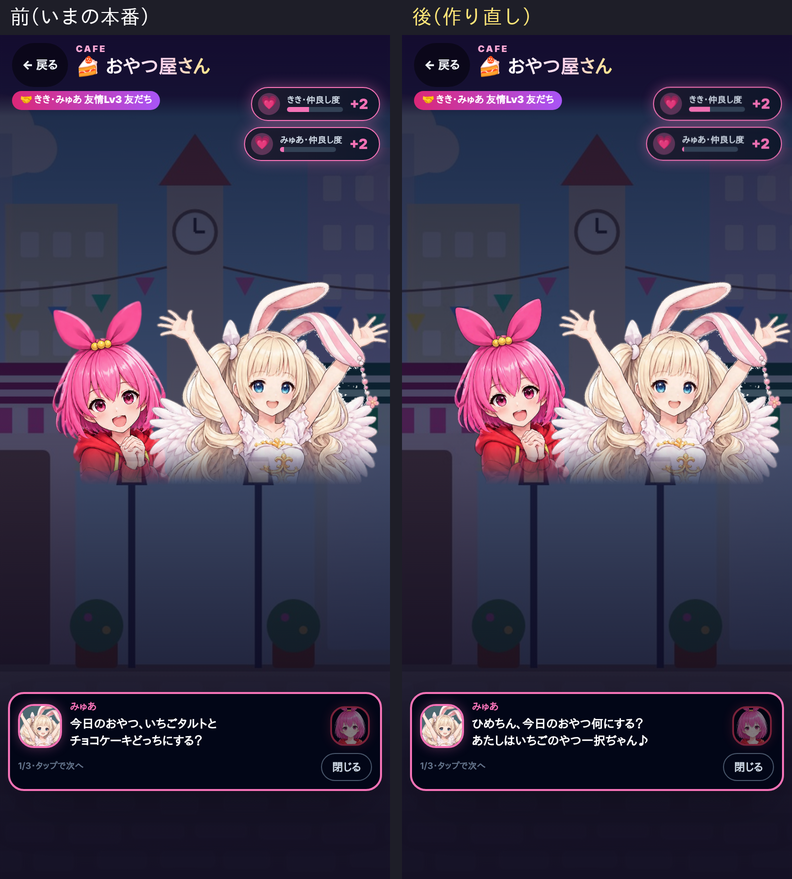 前(いまの本番)
← 戻る
CAFE
🍰 おやつ屋さん
🤝 きき・みゅあ 友情Lv3 友だち
きき・仲良し度
+2
みゅあ・仲良し度
+2
みゅあ
今日のおやつ、いちごタルトと
チョコケーキどっちにする?
1/3・タップで次へ
閉じる
後(作り直し)
← 戻る
CAFE
🍰 おやつ屋さん
🤝 きき・みゅあ 友情Lv3 友だち
きき・仲良し度
+2
みゅあ・仲良し度
+2
みゅあ
ひめちん、今日のおやつ何にする?
あたしはいちごのやつ一択ぢゃん♪
1/3・タップで次へ
閉じる